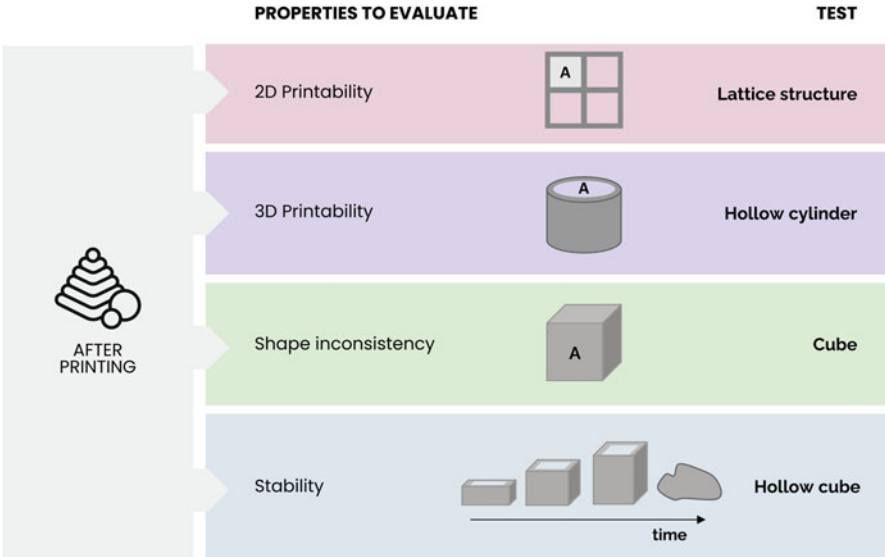 PROPERTIES TO EVALUATE TEST
2D Printability A Lattice structure
3D Printability A Hollow cylinder
AFTER
PRINTING
Shape inconsistency A Cube
Stability Hollow cube
time